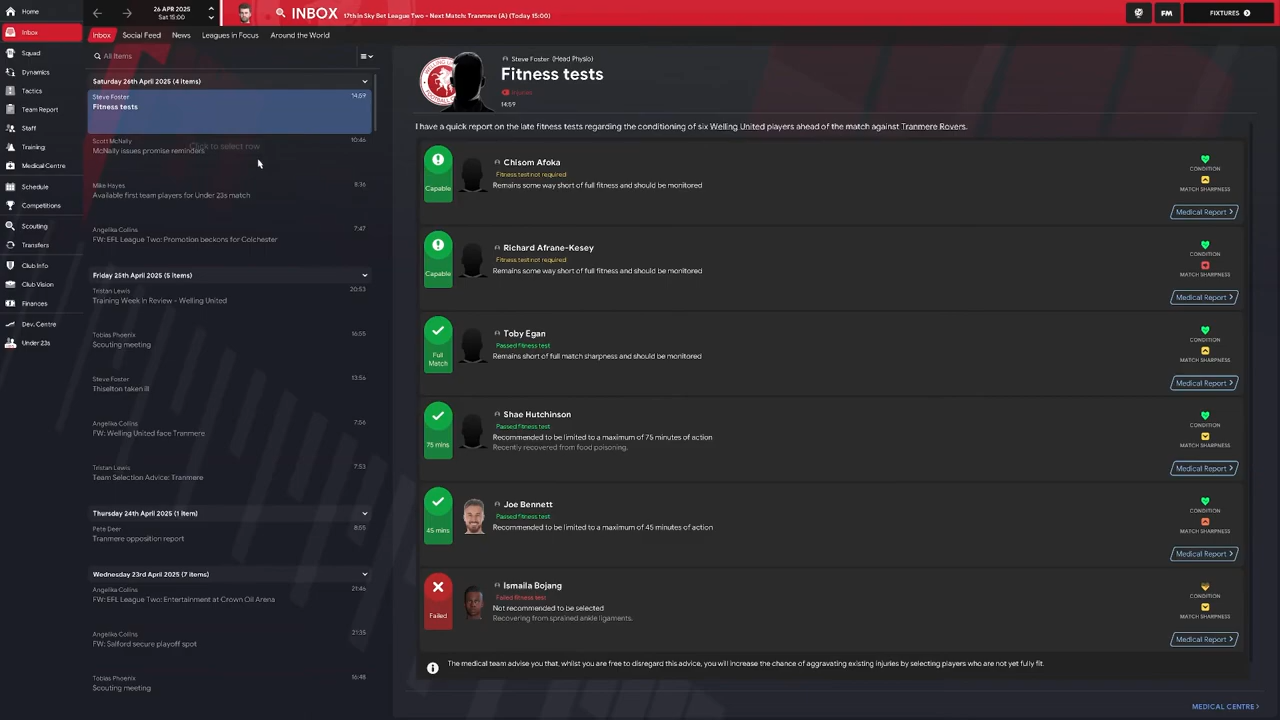 Home
26 APR 2025
Sat 15:00
INBOX
17th in Sky Bet League Two - Next Match: Tranmere (A) (Today 15:00)
FM
FIXTURES
Inbox
Squad
Dynamics
Tactics
Team Report
Staff
Training
Medical Centre
Schedule
Competitions
Scouting
Transfers
Club Info
Club Vision
Finances
Dev. Centre
Under 23s
Inbox
Social Feed
News
Leagues in Focus
Around the World
All Items
Saturday 26th April 2025 (4 items)
Steve Foster
14:59
Fitness tests
Scott McNally
10:46
McNally issues promise reminders
Click to select row
Mike Hayes
8:36
Available first team players for Under 23s match
Angelika Collins
7:47
FW: EFL League Two: Promotion beckons for Colchester
Friday 25th April 2025 (5 items)
Tristan Lewis
20:53
Training Week In Review - Welling United
Tobias Phoenix
16:55
Scouting meeting
Steve Foster
13:56
Thiselton taken ill
Angelika Collins
7:56
FW: Welling United face Tranmere
Tristan Lewis
7:53
Team Selection Advice: Tranmere
Thursday 24th April 2025 (1 item)
Pete Deer
8:55
Tranmere opposition report
Wednesday 23rd April 2025 (7 items)
Angelika Collins
21:46
FW: EFL League Two: Entertainment at Crown Oil Arena
Angelika Collins
21:35
FW: Salford secure playoff spot
Tobias Phoenix
16:48
Scouting meeting
Steve Foster (Head Physio)
Fitness tests
Injuries
14:59
I have a quick report on the late fitness tests regarding the conditioning of six Welling United players ahead of the match against Tranmere Rovers.
Capable
Chisom Afoka
Fitness test not required
Remains some way short of full fitness and should be monitored
CONDITION
MATCH SHARPNESS
Medical Report
Capable
Richard Afrane-Kesey
Fitness test not required
Remains some way short of full fitness and should be monitored
CONDITION
MATCH SHARPNESS
Medical Report
Full Match
Toby Egan
Passed fitness test
Remains short of full match sharpness and should be monitored
CONDITION
MATCH SHARPNESS
Medical Report
75 mins
Shae Hutchinson
Passed fitness test
Recommended to be limited to a maximum of 75 minutes of action
Recently recovered from food poisoning.
CONDITION
MATCH SHARPNESS
Medical Report
45 mins
Joe Bennett
Passed fitness test
Recommended to be limited to a maximum of 45 minutes of action
CONDITION
MATCH SHARPNESS
Medical Report
Failed
Ismaila Bojang
Failed fitness test
Not recommended to be selected
Recovering from sprained ankle ligaments.
CONDITION
MATCH SHARPNESS
Medical Report
The medical team advise you that, whilst you are free to disregard this advice, you will increase the chance of aggravating existing injuries by selecting players who are not yet fully fit.
MEDICAL CENTRE